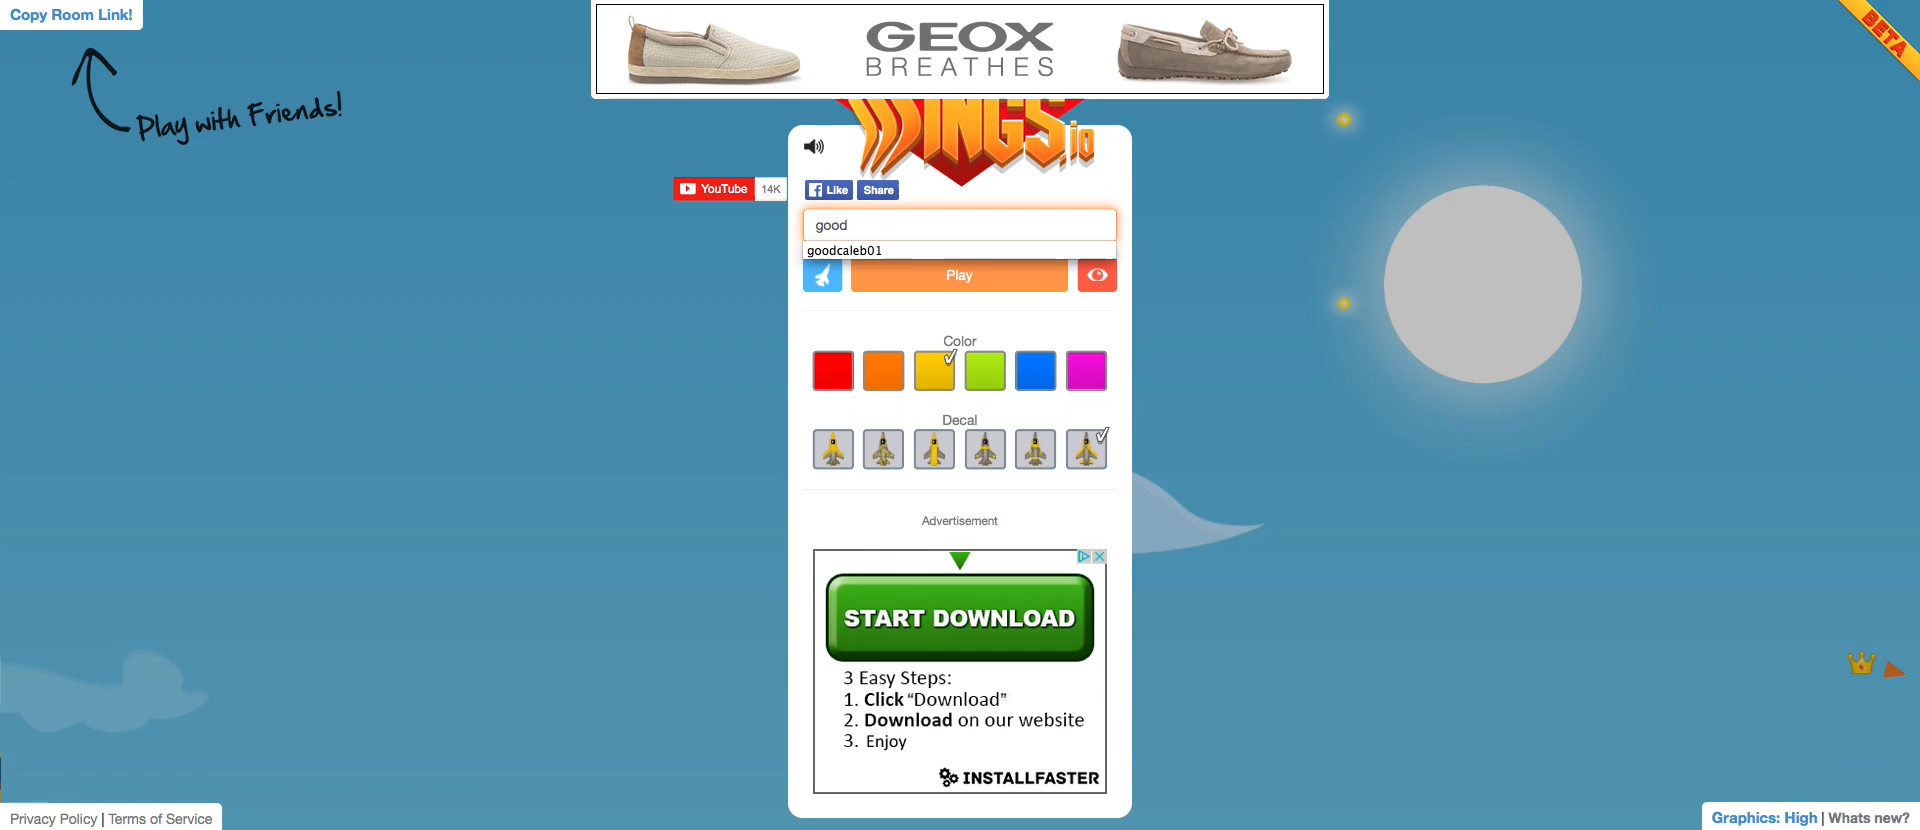 Copy Room Link!
Play with Friends!
GEOX
BREATHES
BETA
WINGS.io
YouTube 14K
Like Share
good
goodcaleb01
Play
Color
Decal
Advertisement
START DOWNLOAD
3 Easy Steps:
1. Click “Download”
2. Download on our website
3. Enjoy
INSTALLFASTER
Privacy Policy | Terms of Service
Graphics: High | Whats new?